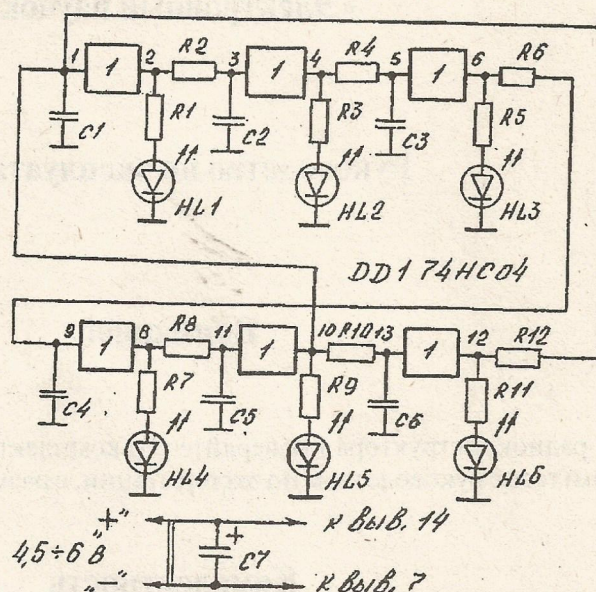 1 1 2 R2 3 1 4 R4 5 1 6 R6
C1 R1 C2 R3 C3 R5
HL1 HL2 HL3
DD1 74HC04
9 1 8 R8 11 1 10 R10 13 1 12 R12
C4 R7 C5 R9 C6 R11
HL4 HL5 HL6
"+" + к выв. 14
4,5÷6 В C7
к выв. 7